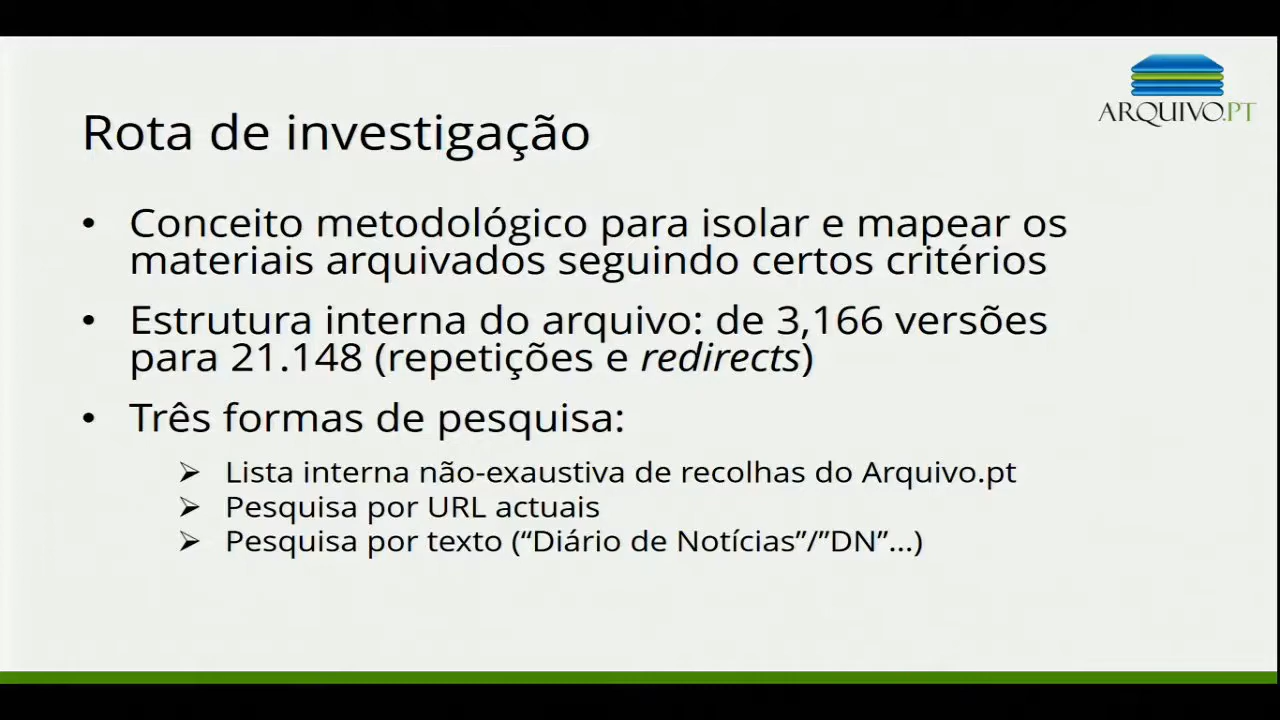 ARQUIVO.PT
Rota de investigação
• Conceito metodológico para isolar e mapear os
materiais arquivados seguindo certos critérios
• Estrutura interna do arquivo: de 3,166 versões
para 21.148 (repetições e redirects)
• Três formas de pesquisa:
➢ Lista interna não-exaustiva de recolhas do Arquivo.pt
➢ Pesquisa por URL actuais
➢ Pesquisa por texto (“Diário de Notícias”/”DN”...)